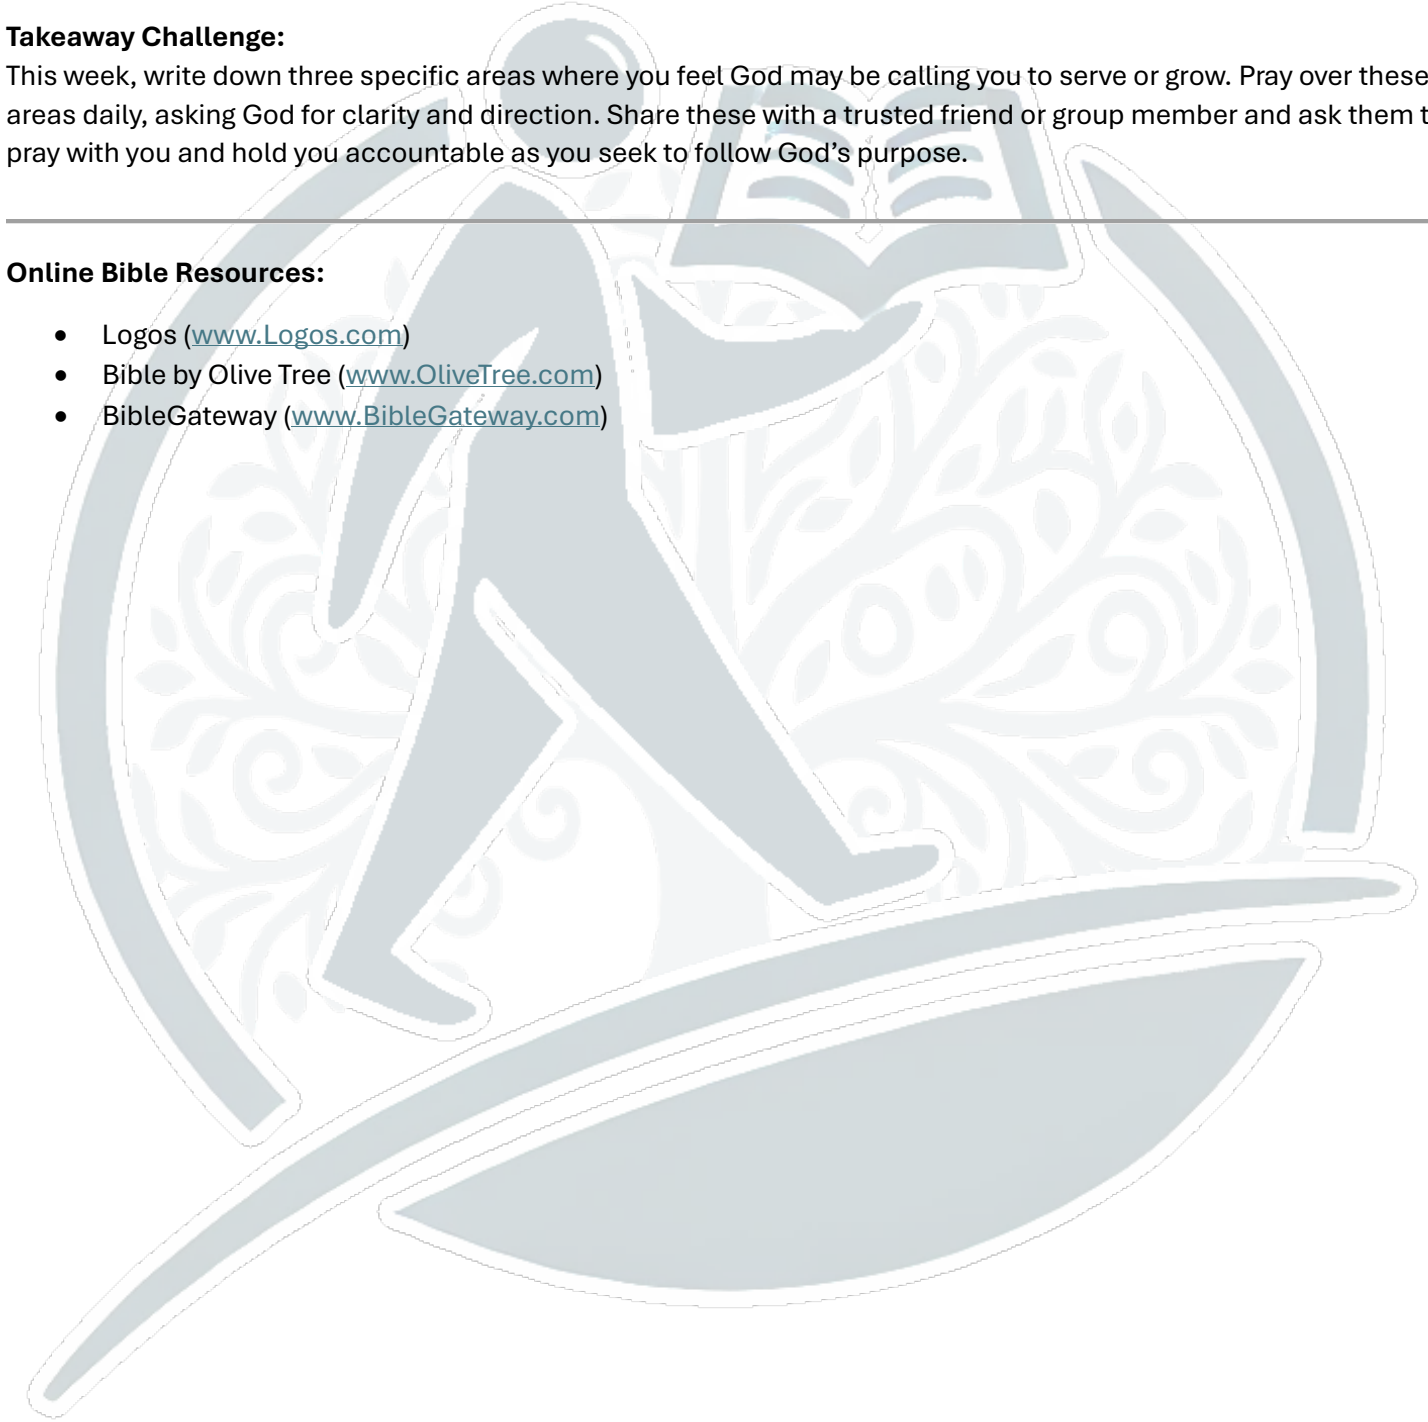 Takeaway Challenge:
This week, write down three specific areas where you feel God may be calling you to serve or grow. Pray over these
areas daily, asking God for clarity and direction. Share these with a trusted friend or group member and ask them t
pray with you and hold you accountable as you seek to follow God’s purpose.
Online Bible Resources:
• Logos (www.Logos.com)
• Bible by Olive Tree (www.OliveTree.com)
• BibleGateway (www.BibleGateway.com)